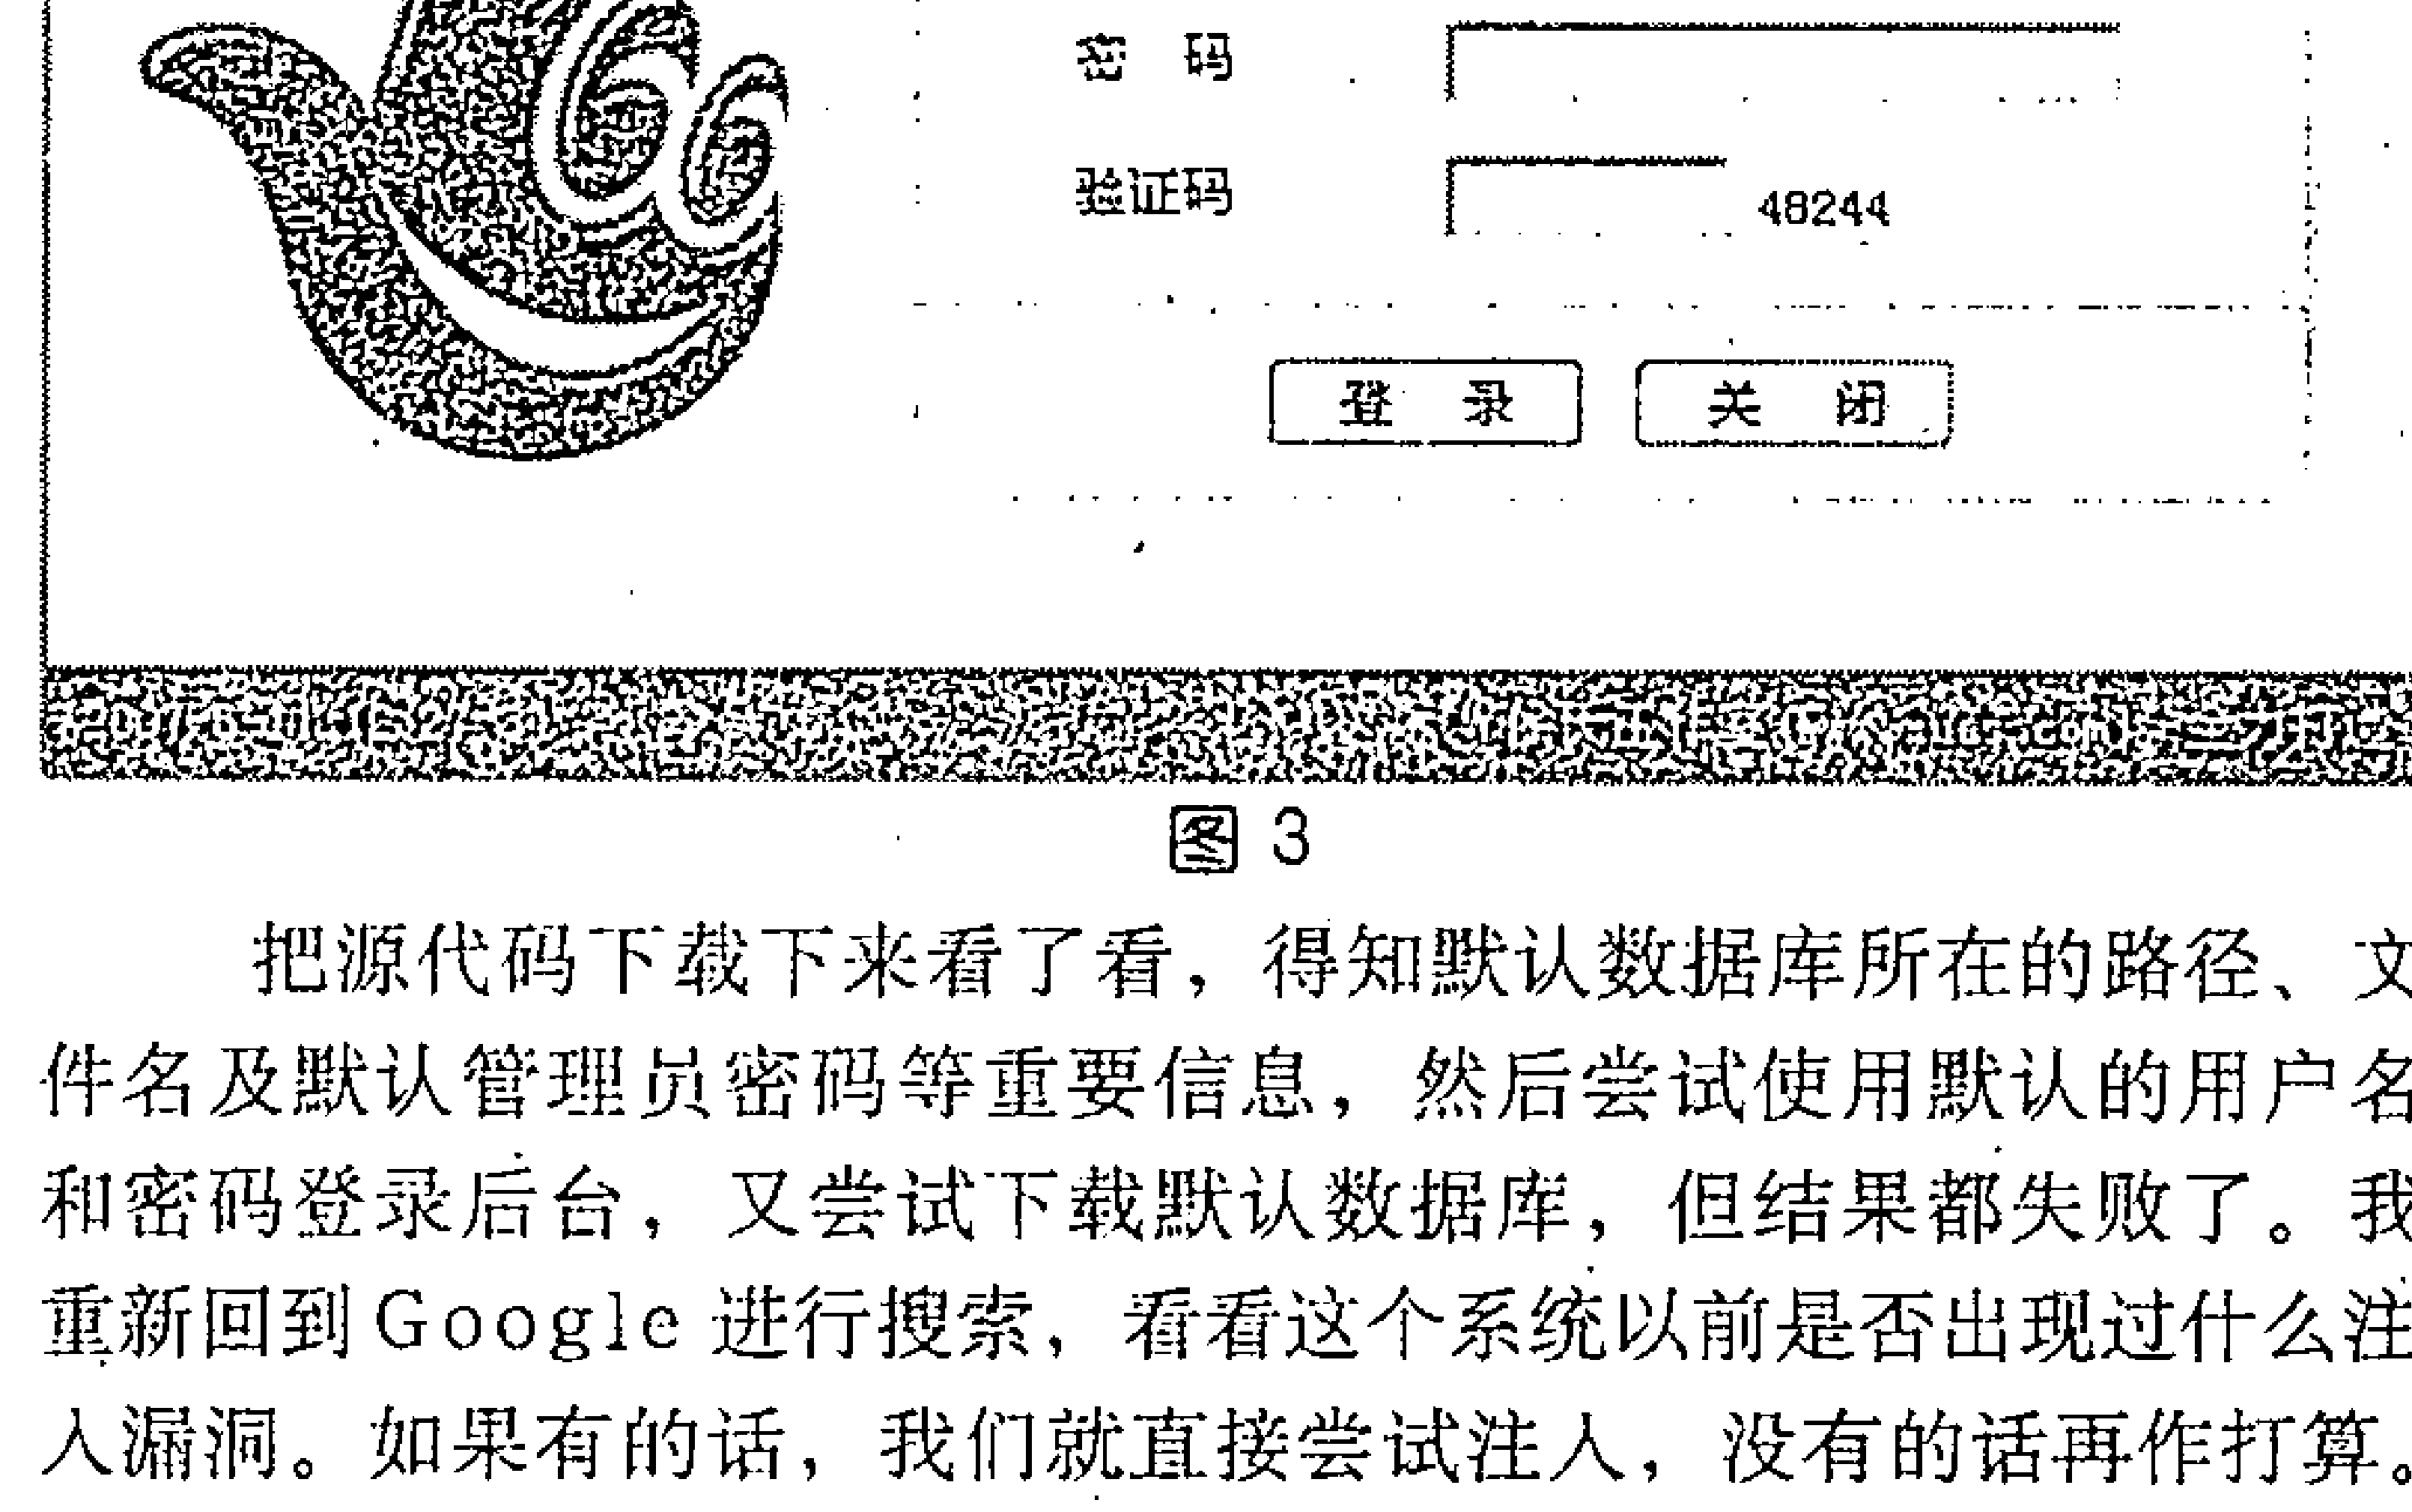 密 码
验证码 48244
登 录 关 闭
图 3
把源代码下载下来看了看，得知默认数据库所在的路径、文
件名及默认管理员密码等重要信息，然后尝试使用默认的用户名
和密码登录后台，又尝试下载默认数据库，但结果都失败了。我
重新回到Google 进行搜索，看看这个系统以前是否出现过什么注
入漏洞。如果有的话，我们就直接尝试注入，没有的话再作打算。